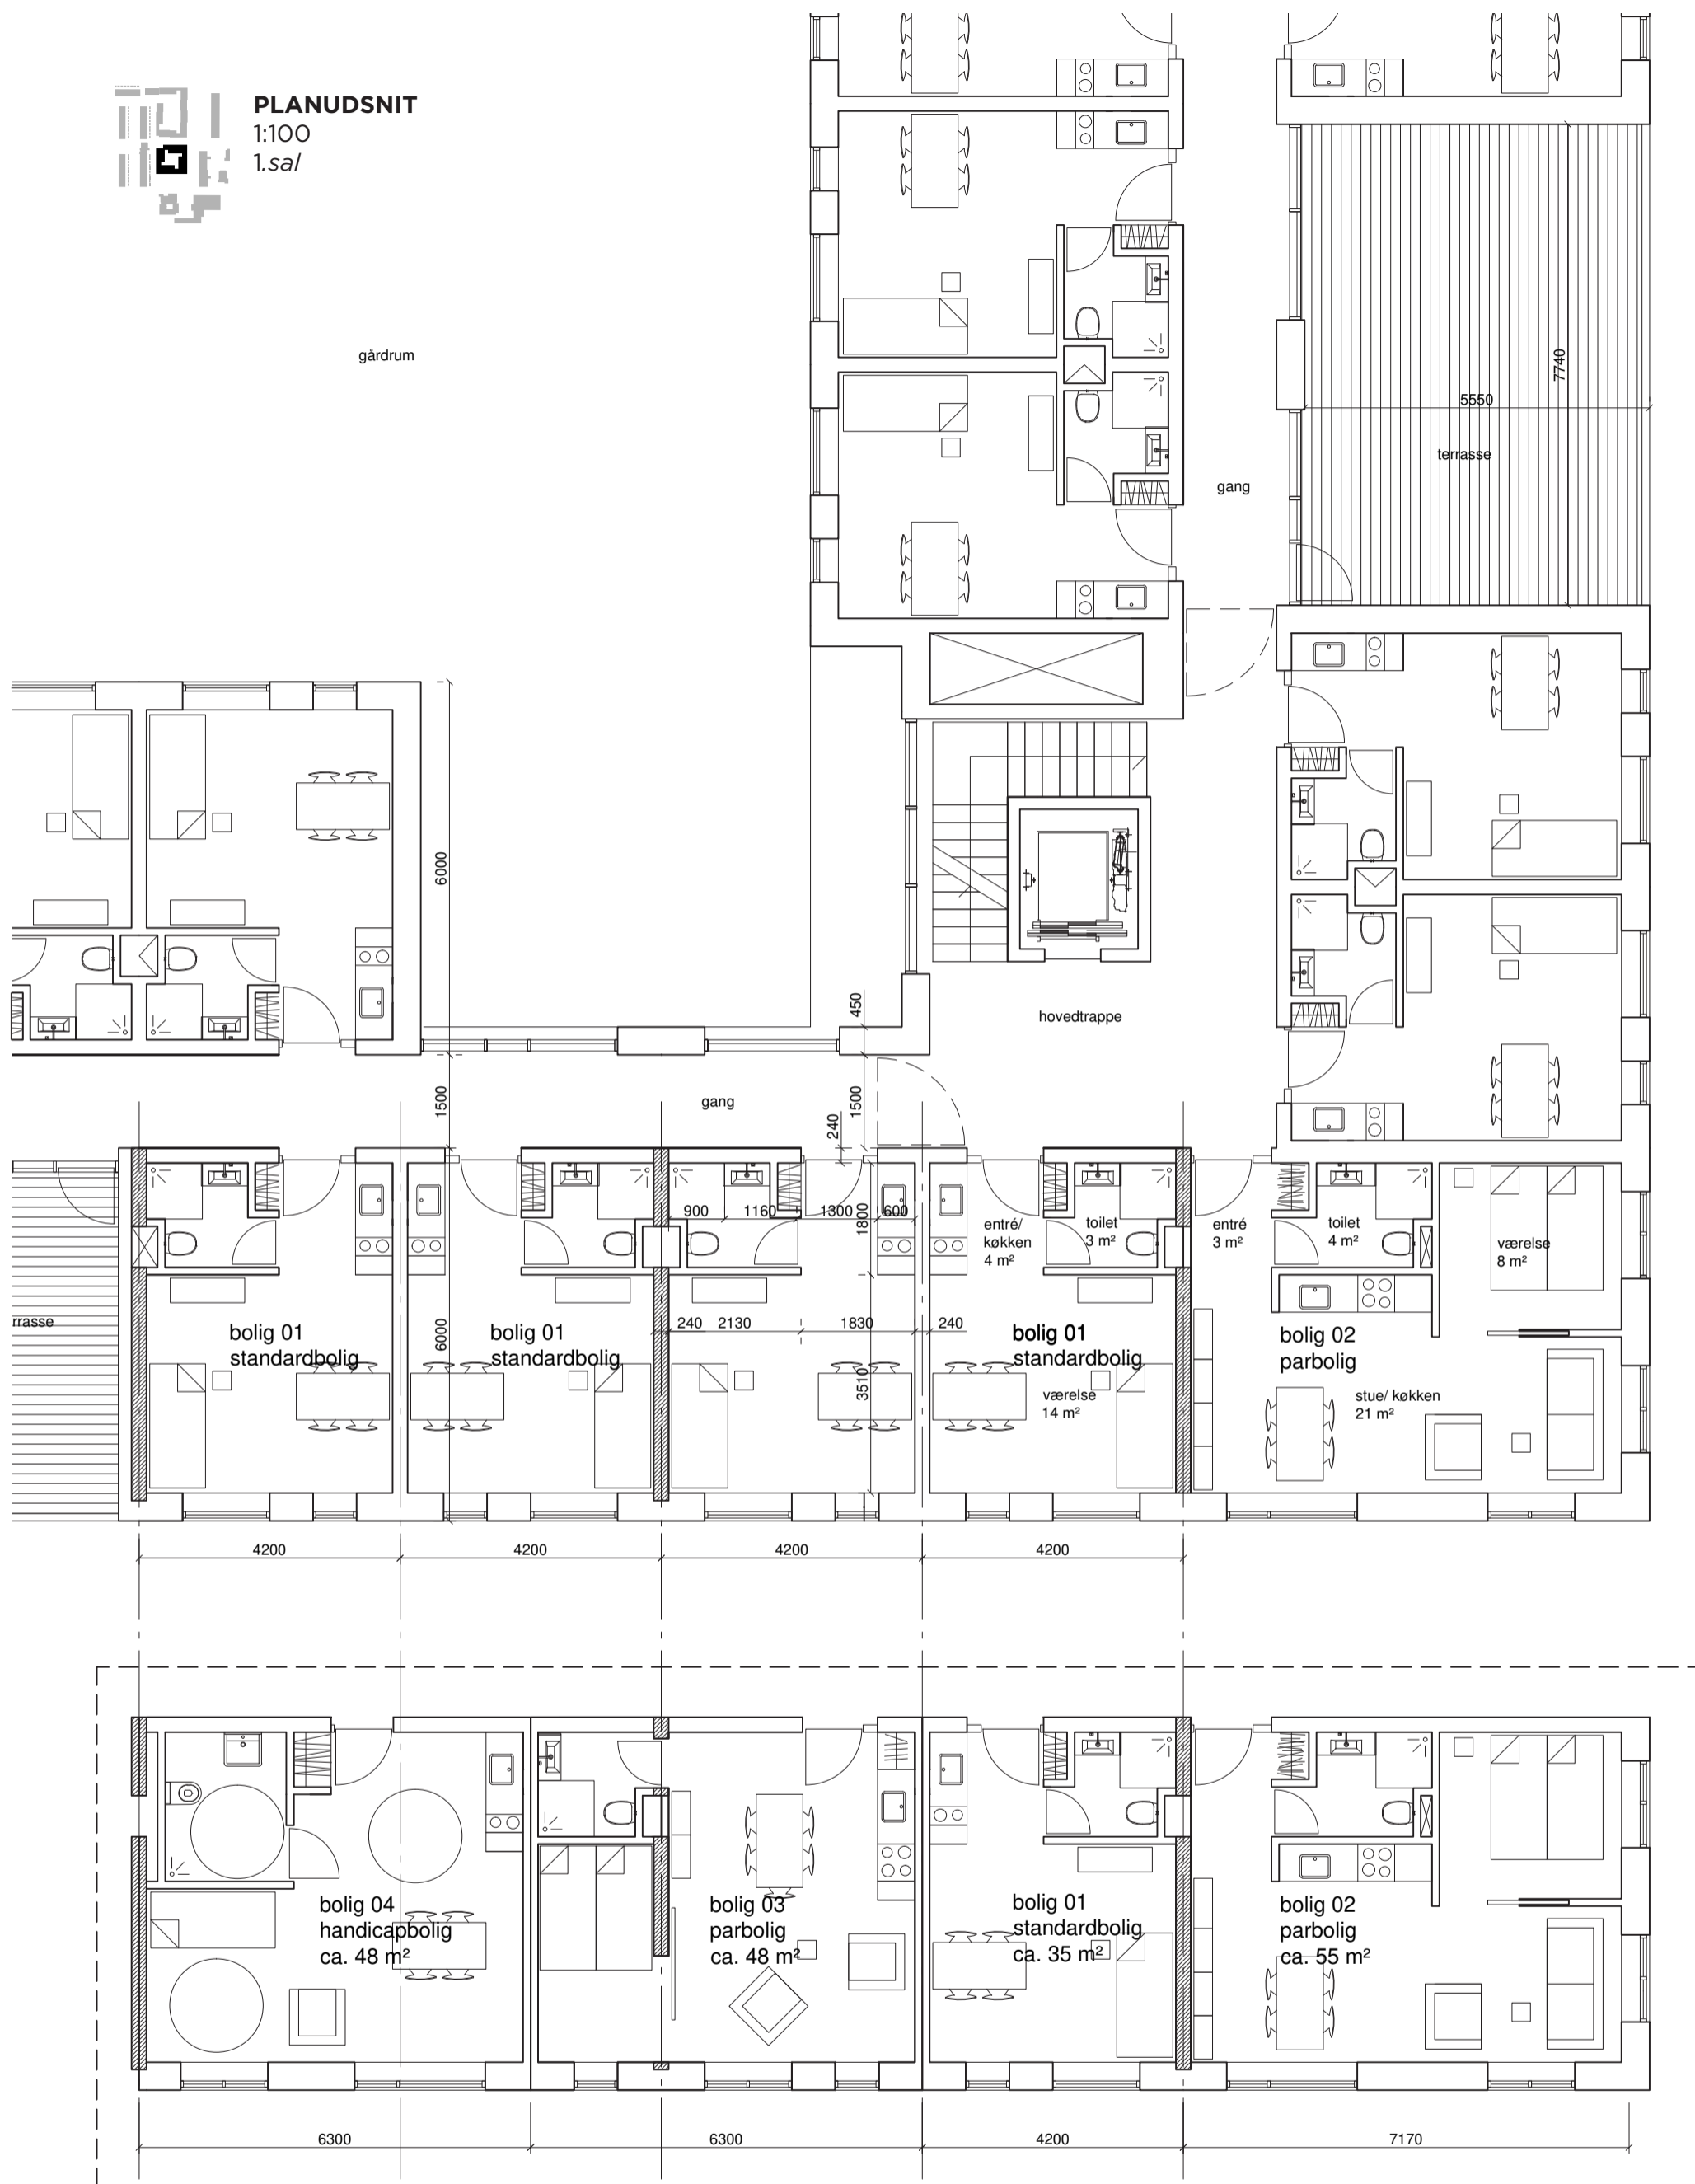 PLANUDSNIT
1:100
1.sal
gårdrum
7740
5550
terrasse
gang
6000
450
hovedtrappe
1500
gang
1500
240
900
1160
1300
600
1800
entré/
køkken
4 m²
toilet
3 m²
entré
3 m²
toilet
4 m²
værelse
8 m²
rrasse
bolig 01
standardbolig
bolig 01
standardbolig
6000
240
2130
1830
240
3510
bolig 01
standardbolig
værelse
14 m²
bolig 02
parbolig
stue/ køkken
21 m²
4200
4200
4200
4200
bolig 04
handicapbolig
ca. 48 m²
bolig 03
parbolig
ca. 48 m²
bolig 01
standardbolig
ca. 35 m²
bolig 02
parbolig
ca. 55 m²
6300
6300
4200
7170